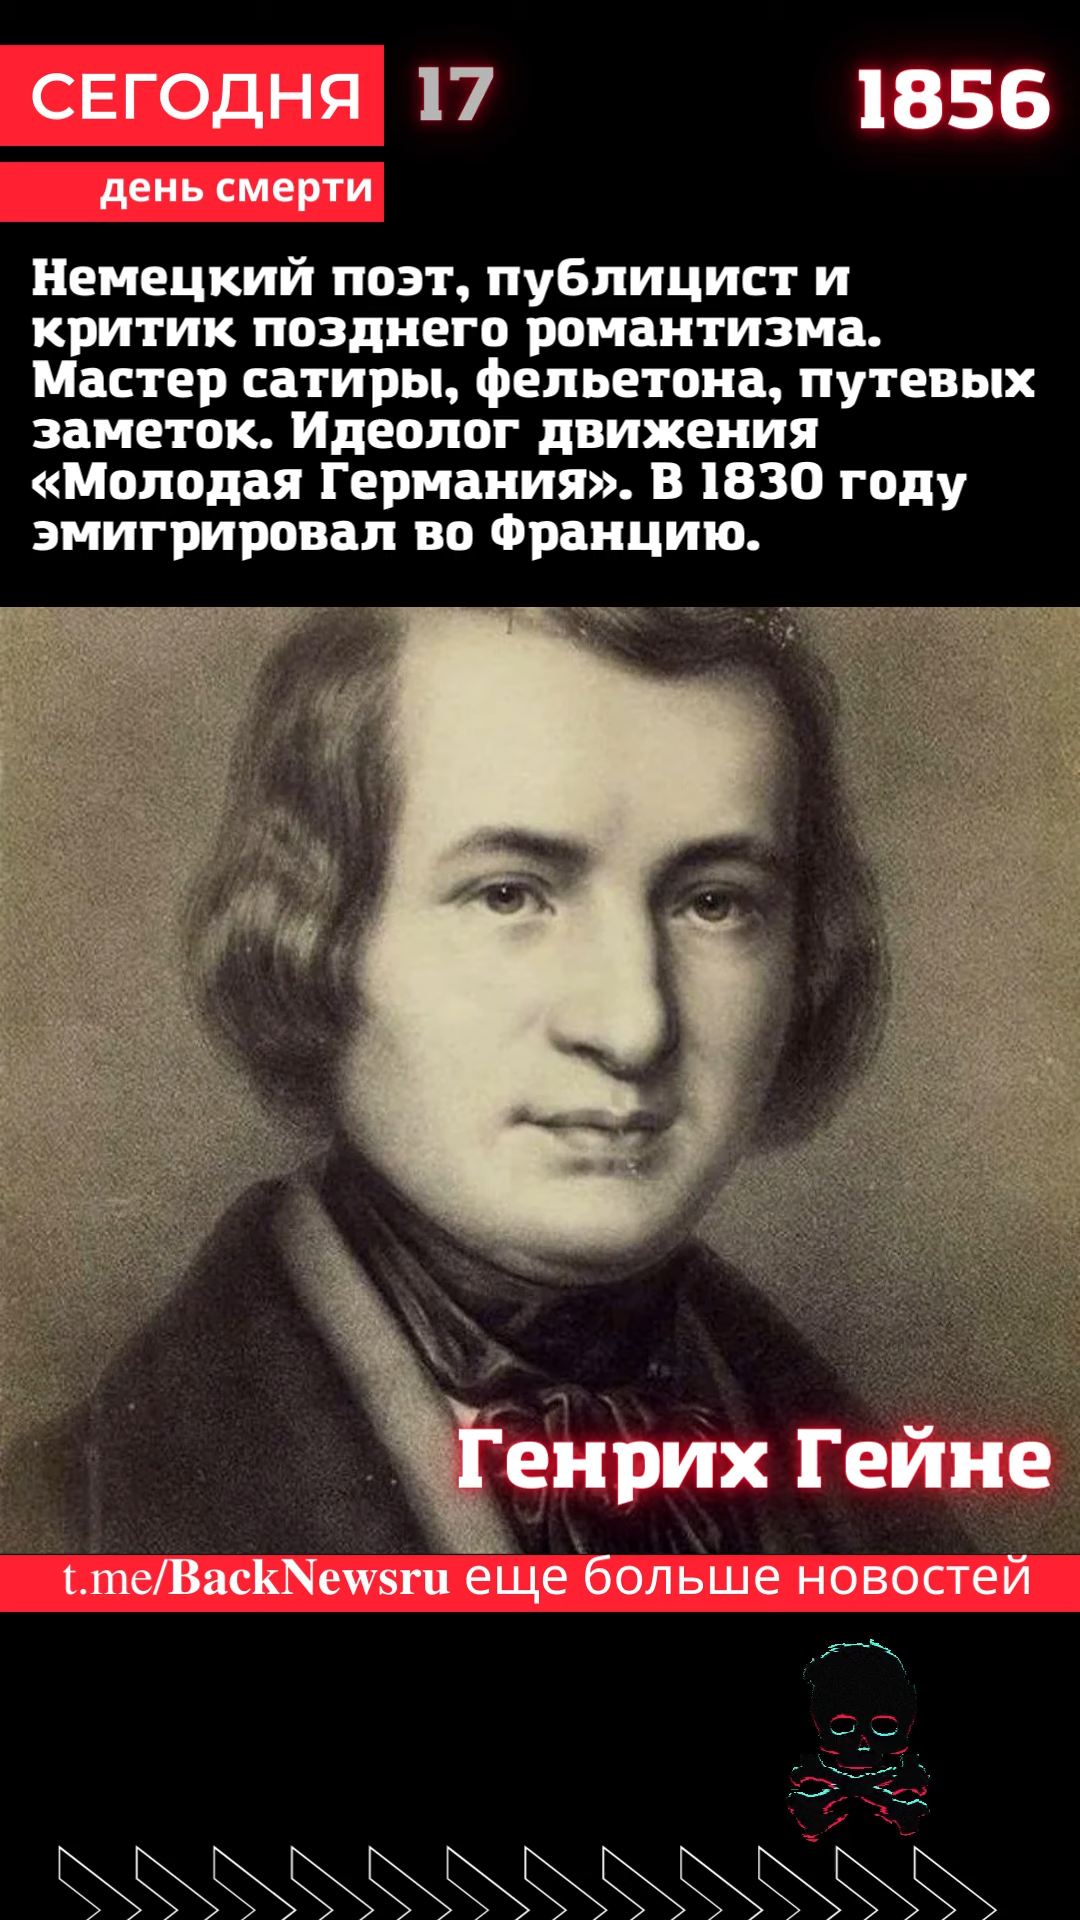 СЕГОДНЯ 17 1856
день смерти
Немецкий поэт, публицист и
критик позднего романтизма.
Мастер сатиры, фельетона, путевых
заметок. Идеолог движения
«Молодая Германия». В 1830 году
эмигрировал во Францию.
Генрих Гейне
t.me/BackNewsru еще больше новостей